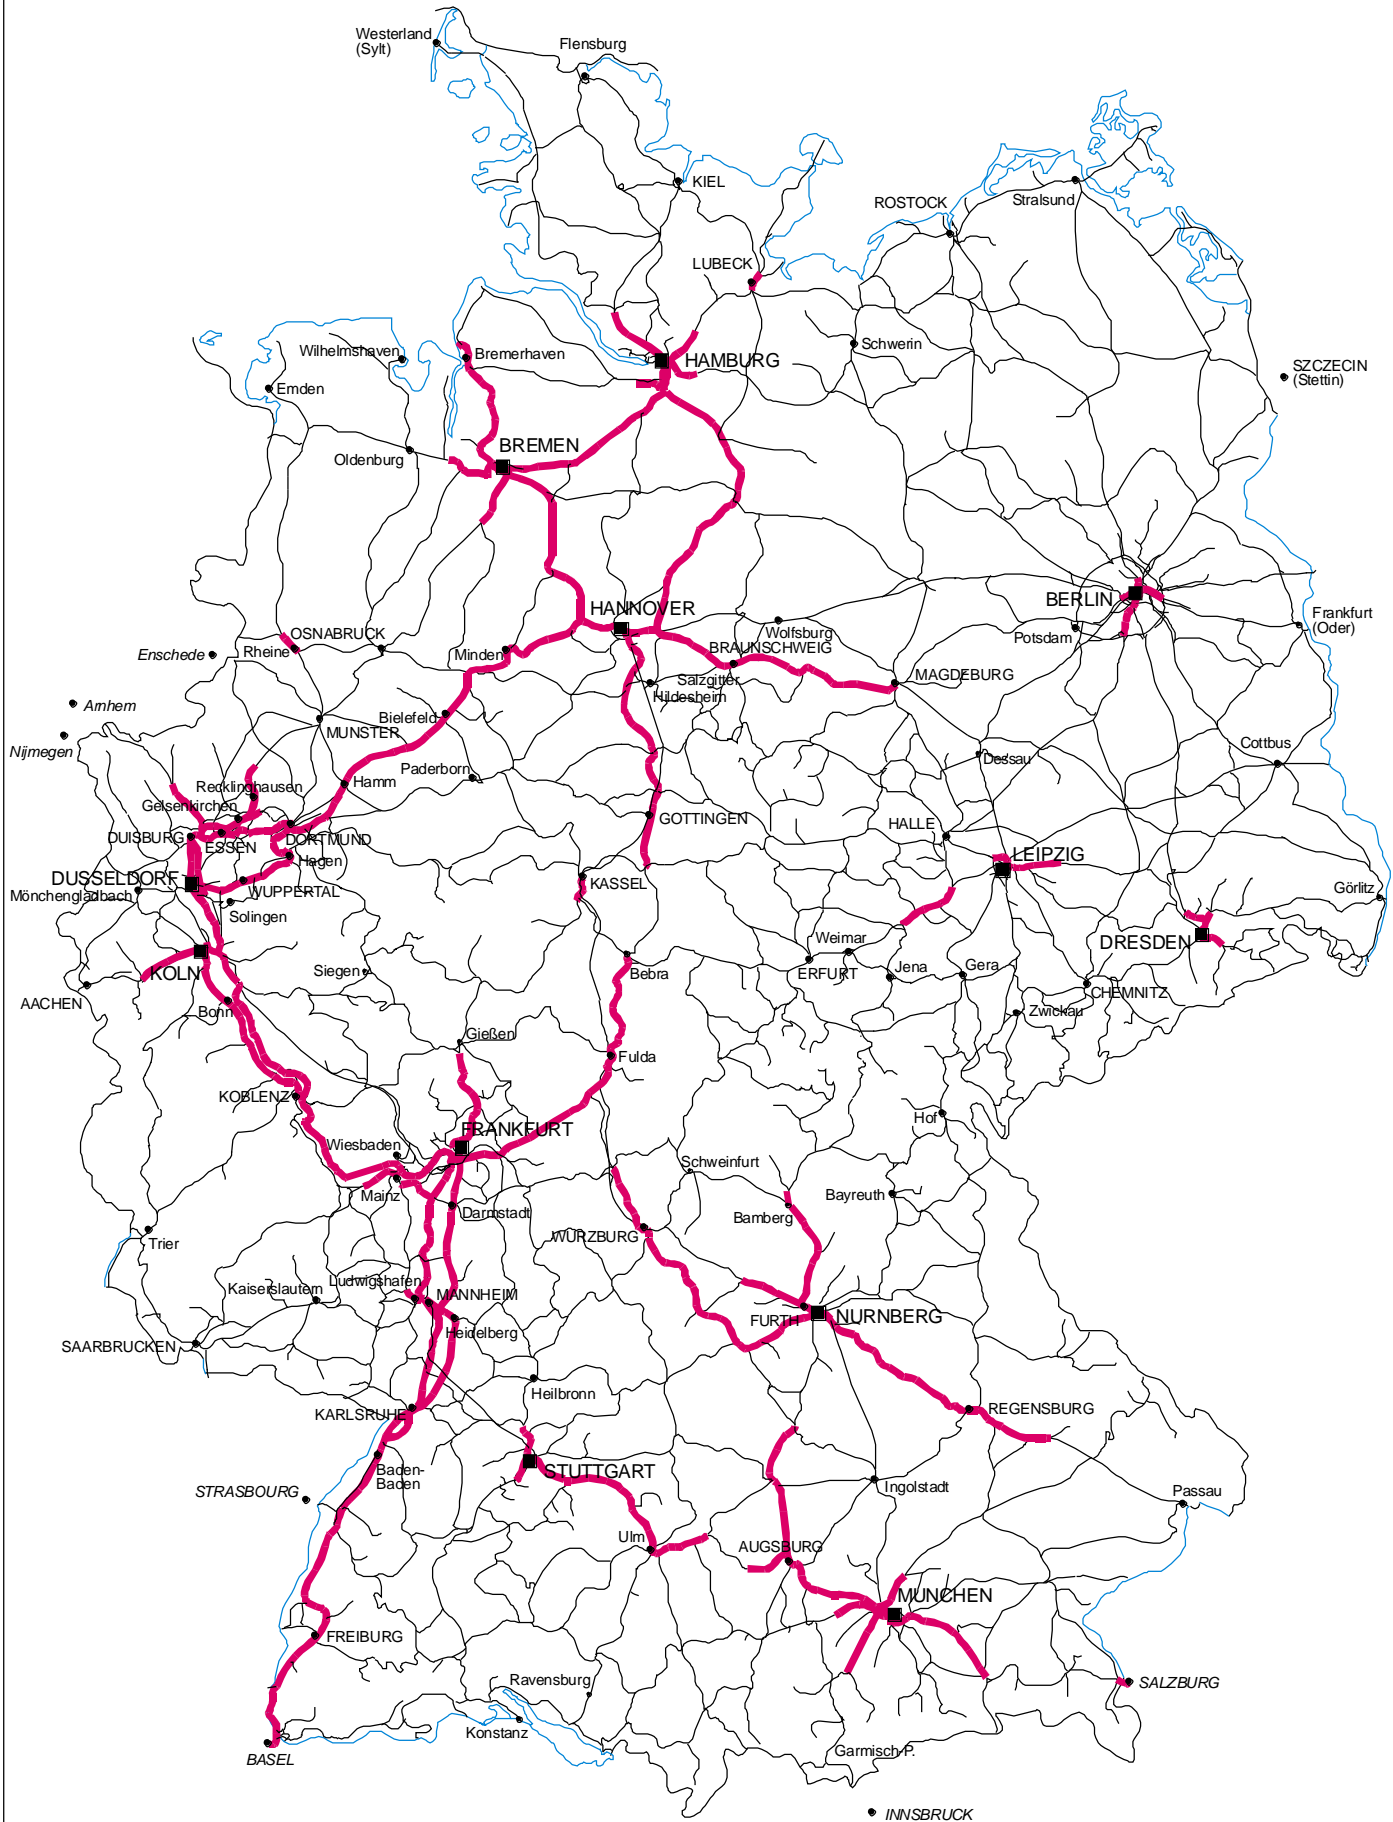 Westerland
(Sylt)
Flensburg
KIEL
ROSTOCK
Stralsund
LUBECK
Wilhelmshaven
Bremerhaven
HAMBURG
Schwerin
SZCZECIN
(Stettin)
Emden
Oldenburg
BREMEN
HANNOVER
BERLIN
Wolfsburg
Potsdam
Frankfurt
(Oder)
OSNABRUCK
Rheine
Enschede
Minden
BRAUNSCHWEIG
Salzgitter
Hildesheim
MAGDEBURG
Arnhem
Nijmegen
Bielefeld
MUNSTER
Cottbus
Dessau
Paderborn
Hamm
Recklinghausen
Gelsenkirchen
GOTTINGEN
HALLE
DUISBURG
ESSEN
DORTMUND
Hagen
LEIPZIG
DUSSELDORF
Mönchengladbach
WUPPERTAL
Solingen
KASSEL
Görlitz
Weimar
DRESDEN
KOLN
Siegen
Bebra
ERFURT
Jena
Gera
CHEMNITZ
AACHEN
Bonn
Zwickau
Gießen
Fulda
KOBLENZ
Hof
FRANKFURT
Wiesbaden
Schweinfurt
Mainz
Darmstadt
Bayreuth
Bamberg
WURZBURG
Trier
Ludwigshafen
Kaiserslautern
MANNHEIM
FURTH
NURNBERG
Heidelberg
SAARBRUCKEN
Heilbronn
KARLSRUHE
REGENSBURG
Baden-
Baden
STUTTGART
STRASBOURG
Ingolstadt
Passau
Ulm
AUGSBURG
MUNCHEN
FREIBURG
Ravensburg
SALZBURG
Konstanz
Garmisch-P.
BASEL
INNSBRUCK